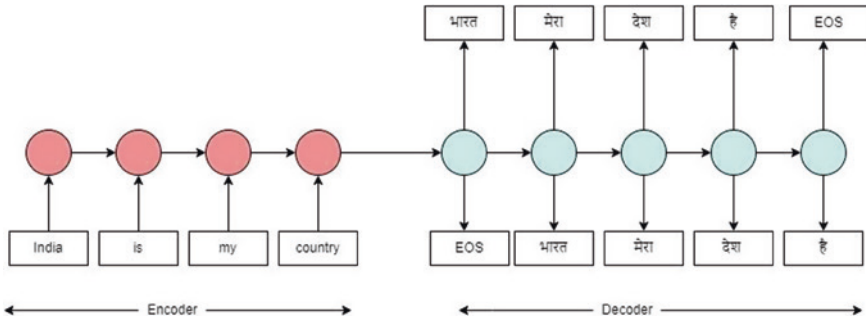 भारत मेरा देश है EOS
India is my country EOS भारत मेरा देश है
Encoder Decoder